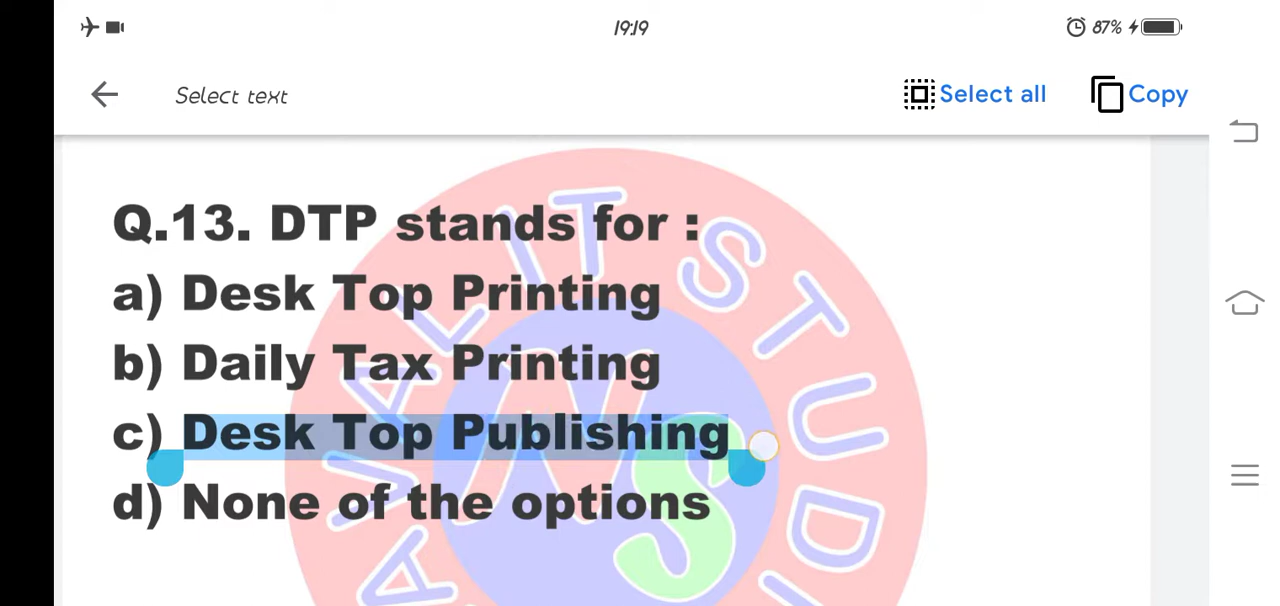 19:19
87%
Select text
Select all
Copy
Q.13. DTP stands for :
a) Desk Top Printing
b) Daily Tax Printing
c) Desk Top Publishing
d) None of the options